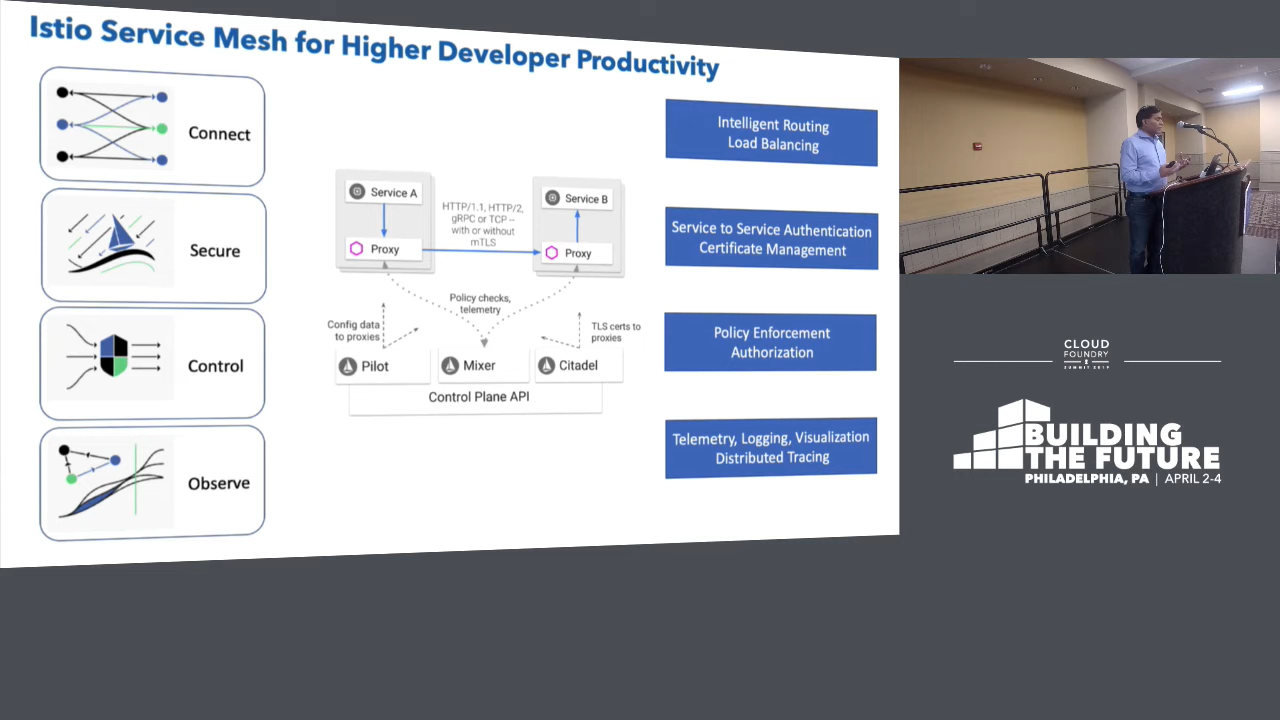 Istio Service Mesh for Higher Developer Productivity
Connect
Secure
Control
Observe
Service A
Proxy
HTTP/1.1, HTTP/2,
gRPC or TCP –
with or without
mTLS
Service B
Proxy
Policy checks,
telemetry
Config data
to proxies
TLS certs to
proxies
Pilot
Mixer
Citadel
Control Plane API
Intelligent Routing
Load Balancing
Service to Service Authentication
Certificate Management
Policy Enforcement
Authorization
Telemetry, Logging, Visualization
Distributed Tracing
CLOUD
FOUNDRY
SUMMIT 2019
BUILDING
THE FUTURE
PHILADELPHIA, PA | APRIL 2-4